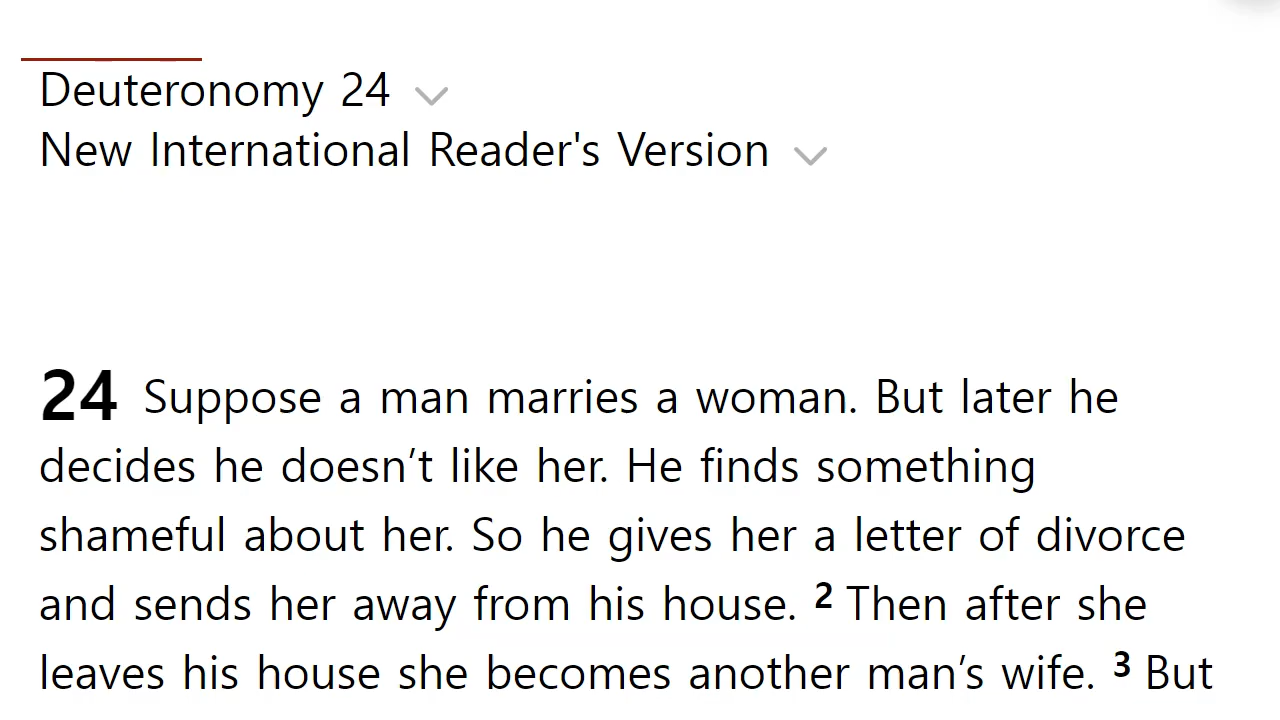 Deuteronomy 24
New International Reader's Version
24 Suppose a man marries a woman. But later he
decides he doesn’t like her. He finds something
shameful about her. So he gives her a letter of divorce
and sends her away from his house. 2 Then after she
leaves his house she becomes another man’s wife. 3 But